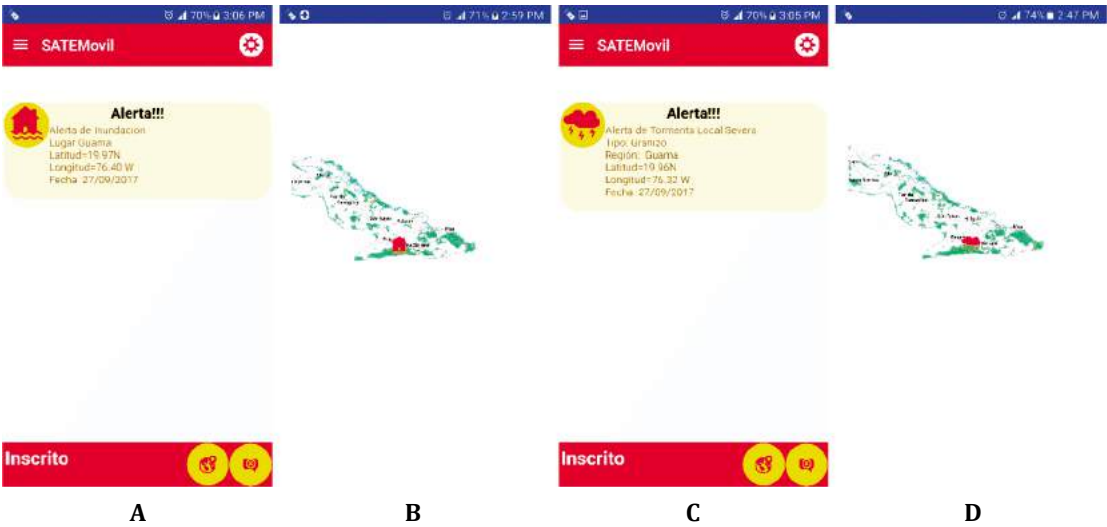 70% 3:06 PM
SATEMovil
Alerta!!!
Alerta de Inundacion
Lugar Guama
Latitud=19.97N
Longitud=76.40 W
Fecha 27/09/2017
Inscrito
A
71% 2:59 PM
B
70% 3:05 PM
SATEMovil
Alerta!!!
Alerta de Tormenta Local Severa
Tipo: Granizo
Región: Guama
Latitud=19.96N
Longitud=76.32 W
Fecha 27/09/2017
Inscrito
C
74% 2:47 PM
D